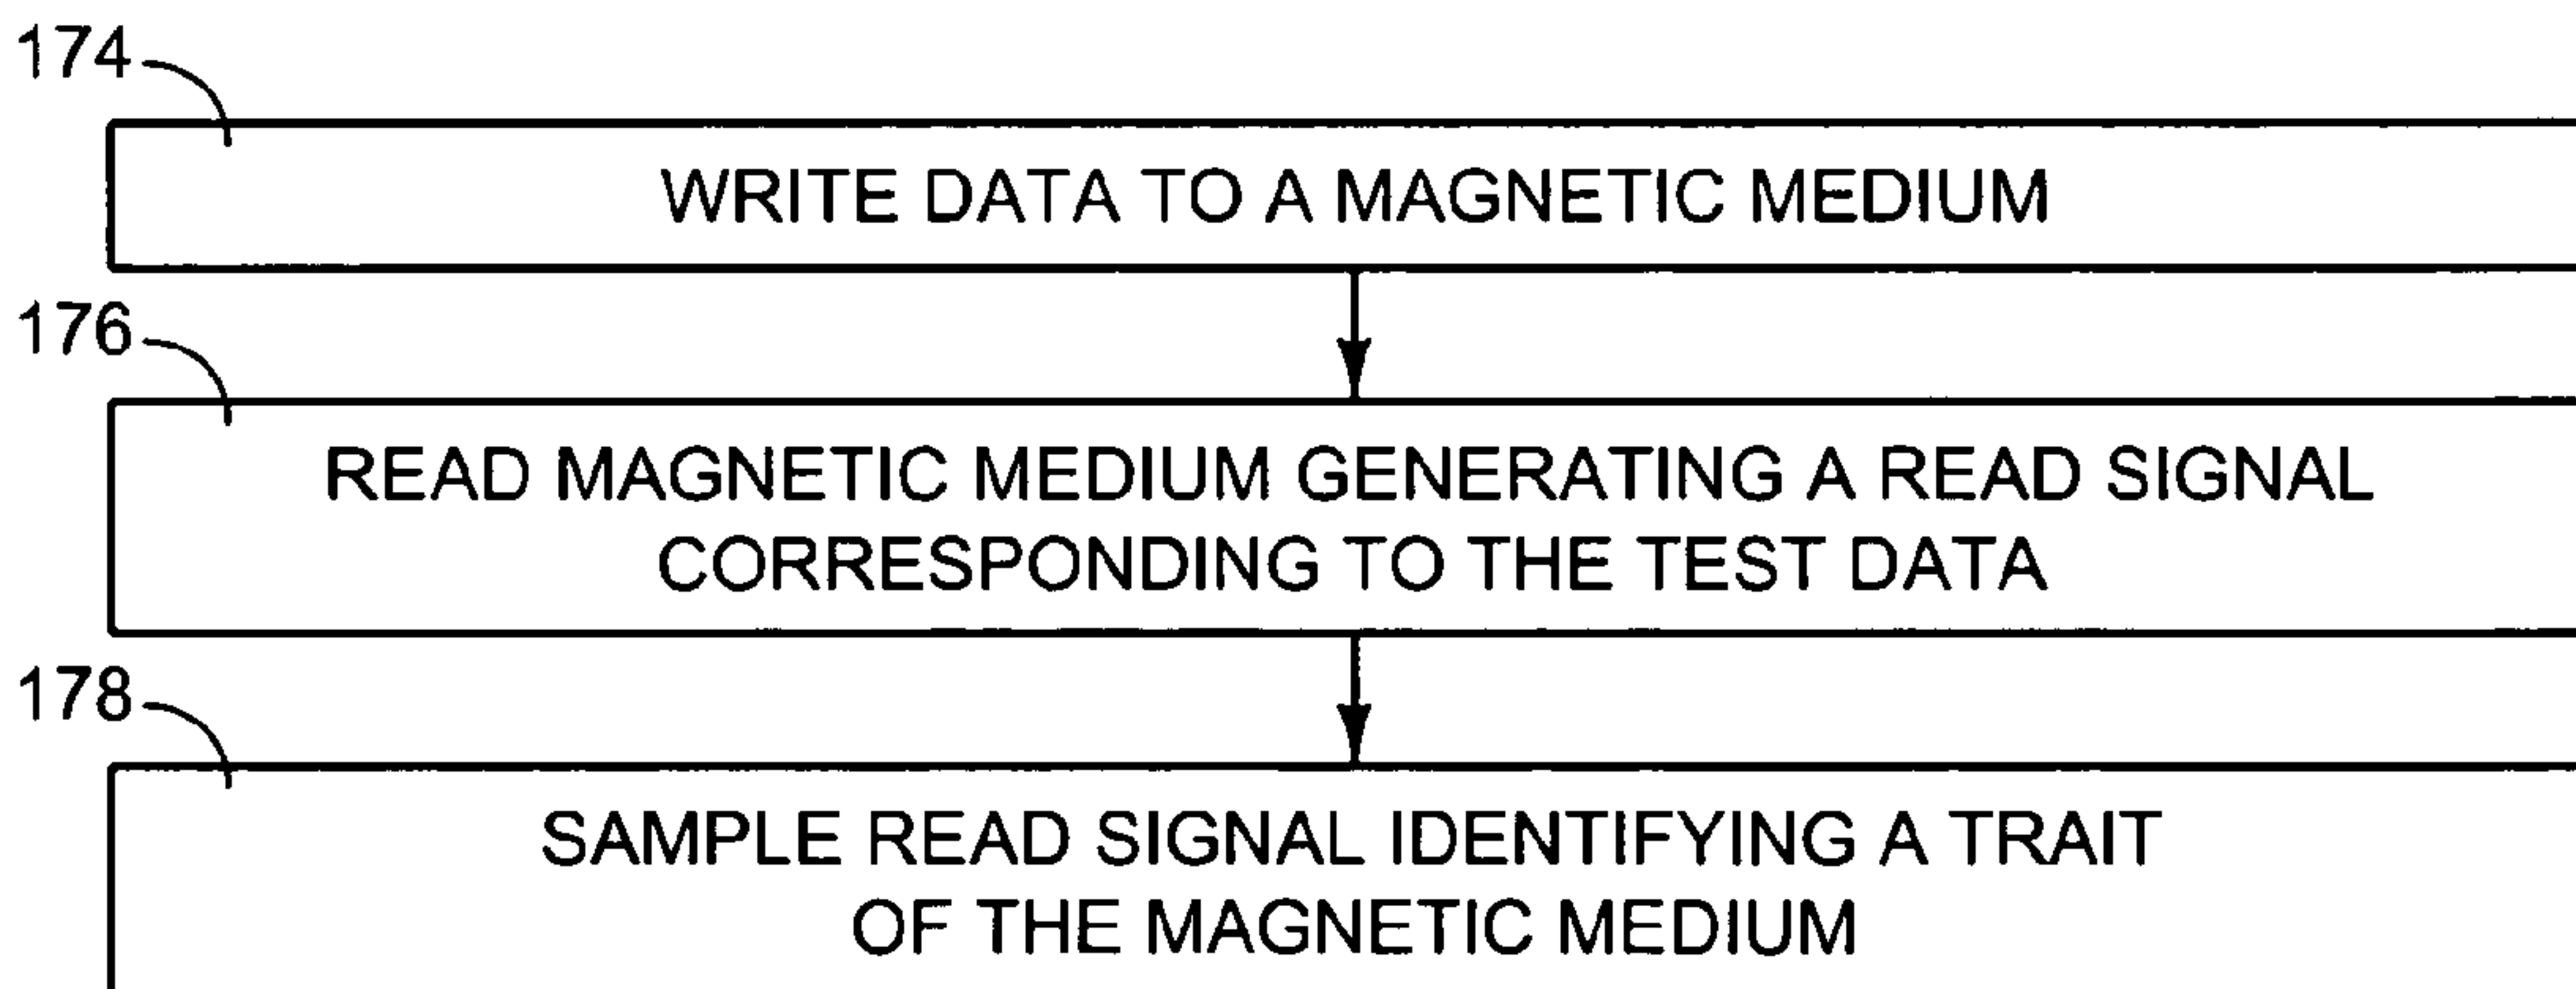 174
WRITE DATA TO A MAGNETIC MEDIUM
176
READ MAGNETIC MEDIUM GENERATING A READ SIGNAL
CORRESPONDING TO THE TEST DATA
178
SAMPLE READ SIGNAL IDENTIFYING A TRAIT
OF THE MAGNETIC MEDIUM